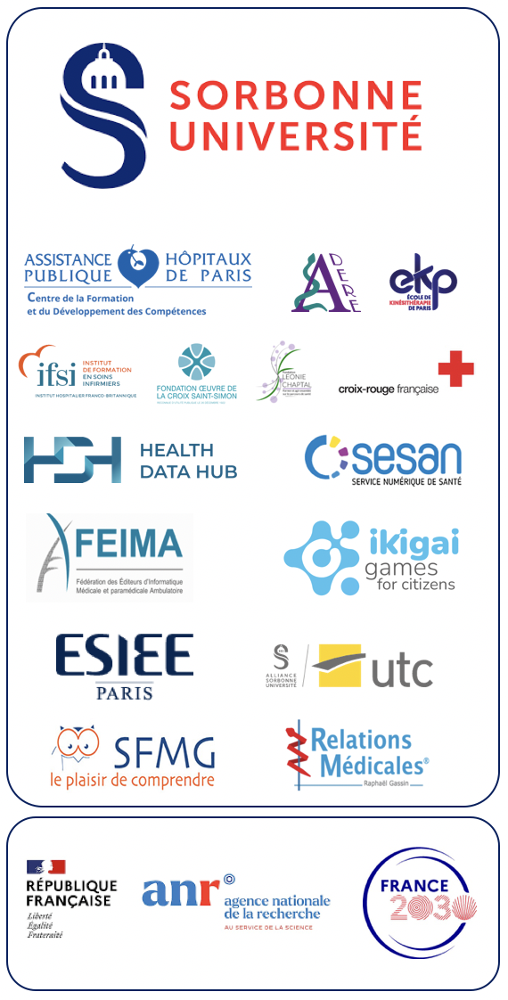 SORBONNE
UNIVERSITÉ
ASSISTANCE
PUBLIQUE
HÔPITAUX
DE PARIS
Centre de la Formation
et du Développement des Compétences
ADERE
ekp
ÉCOLE DE
KINÉSITHÉRAPIE
DE PARIS
ifsi
INSTITUT
DE FORMATION
EN SOINS
INFIRMIERS
INSTITUT HOSPITALIER FRANCO-BRITANNIQUE
FONDATION ŒUVRE DE
LA CROIX SAINT-SIMON
Fondation
LEONIE
CHAPTAL
croix-rouge française
HDH
HEALTH
DATA HUB
sesan
SERVICE NUMÉRIQUE DE SANTÉ
FEIMA
Fédération des Éditeurs d'Informatique
Médicale et paramédicale Ambulatoire
ikigai
games
for citizens
ESIEE
PARIS
ALLIANCE
SORBONNE
UNIVERSITÉ
utc
SFMG
le plaisir de comprendre
Relations
Médicales®
Raphaël Gassin
RÉPUBLIQUE
FRANÇAISE
Liberté
Égalité
Fraternité
anr
agence nationale
de la recherche
AU SERVICE DE LA SCIENCE
FRANCE
2030